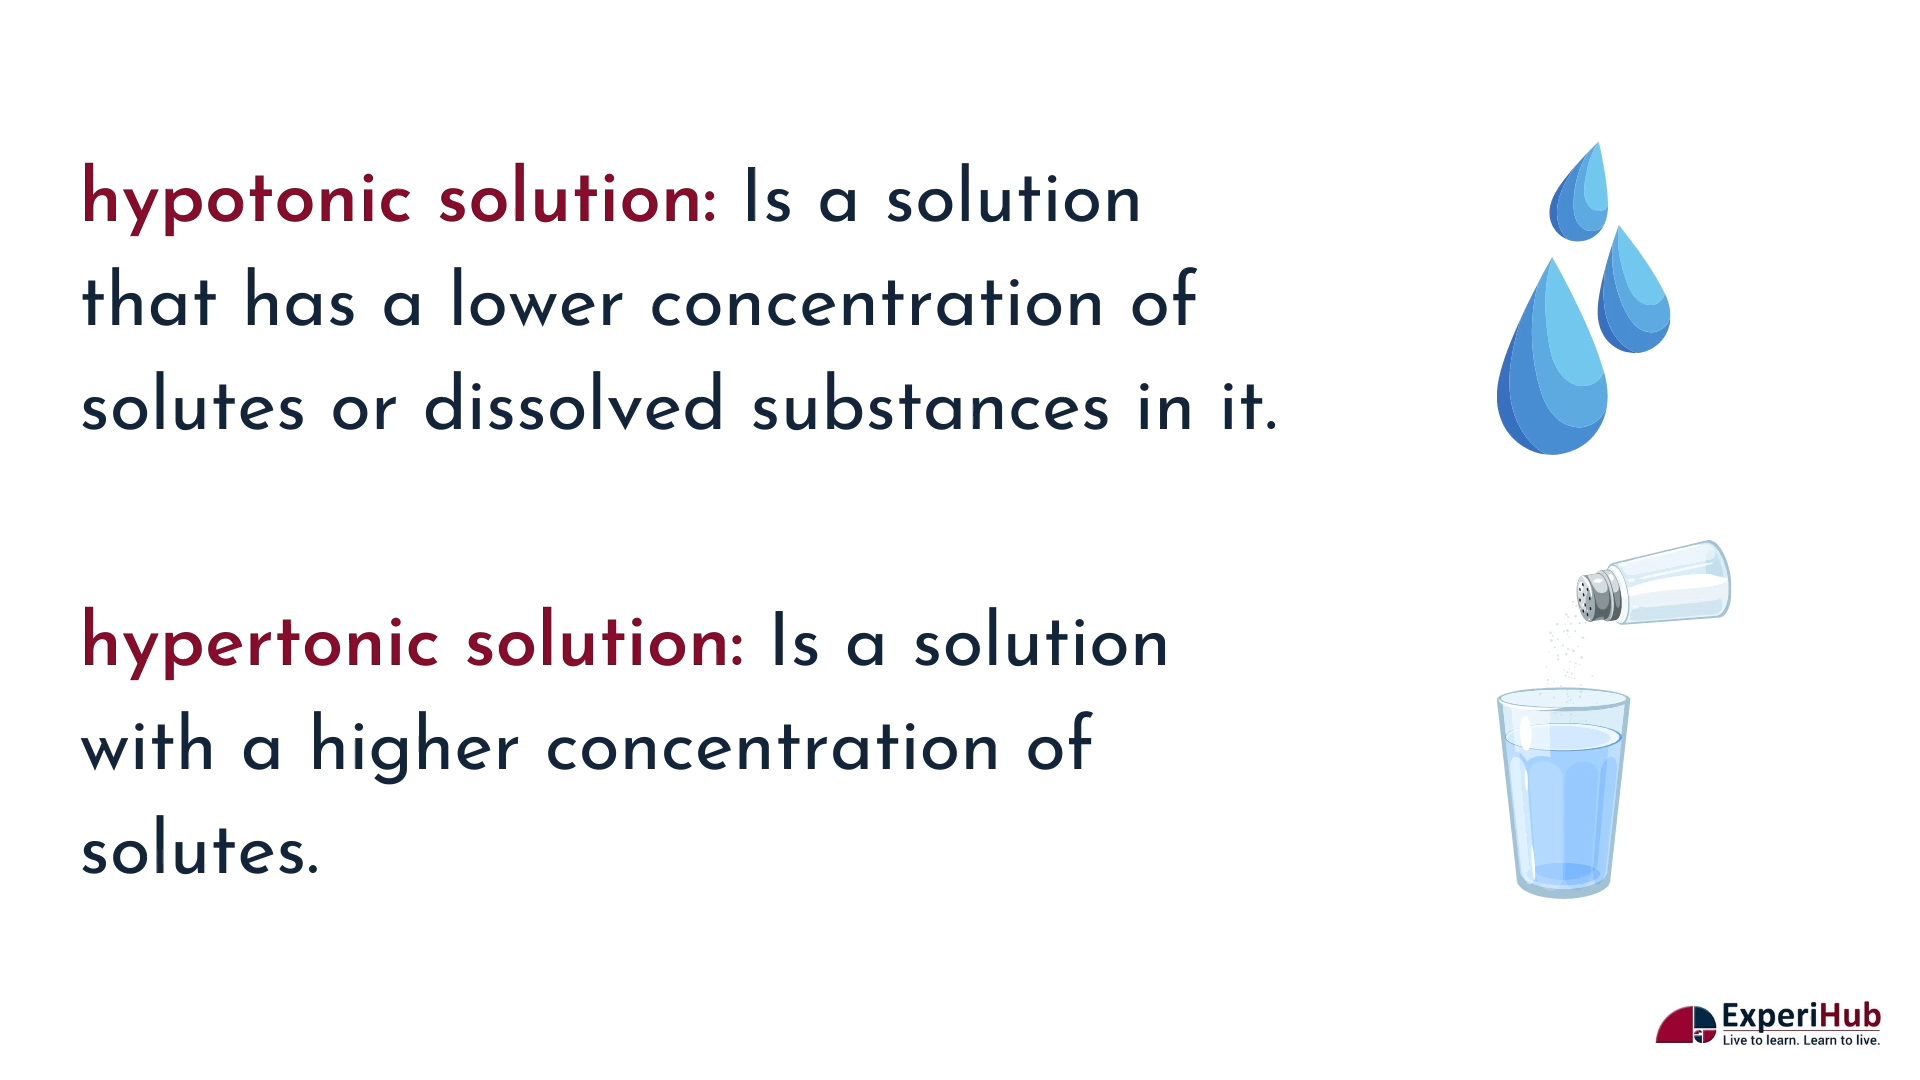 hypotonic solution: Is a solution
that has a lower concentration of
solutes or dissolved substances in it.
hypertonic solution: Is a solution
with a higher concentration of
solutes.
ExperiHub
Live to learn. Learn to live.